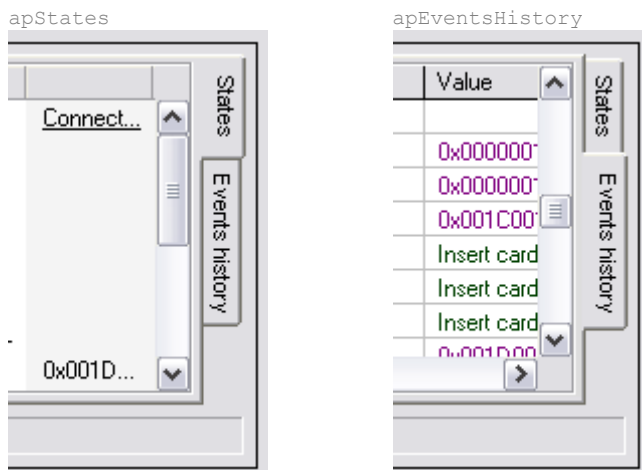 apStates
Connect...
0x001D...
States
Events history
apEventsHistory
Value
0x0000001
0x0000001
0x001C001
Insert card
Insert card
Insert card
0x001D00
States
Events history